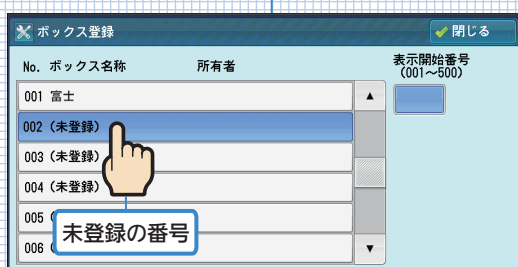 ボックス登録
閉じる
No. ボックス名称 所有者
表示開始番号
(001～500)
001 富士
002 (未登録)
003 (未登録)
004 (未登録)
005 (
未登録の番号
006 (